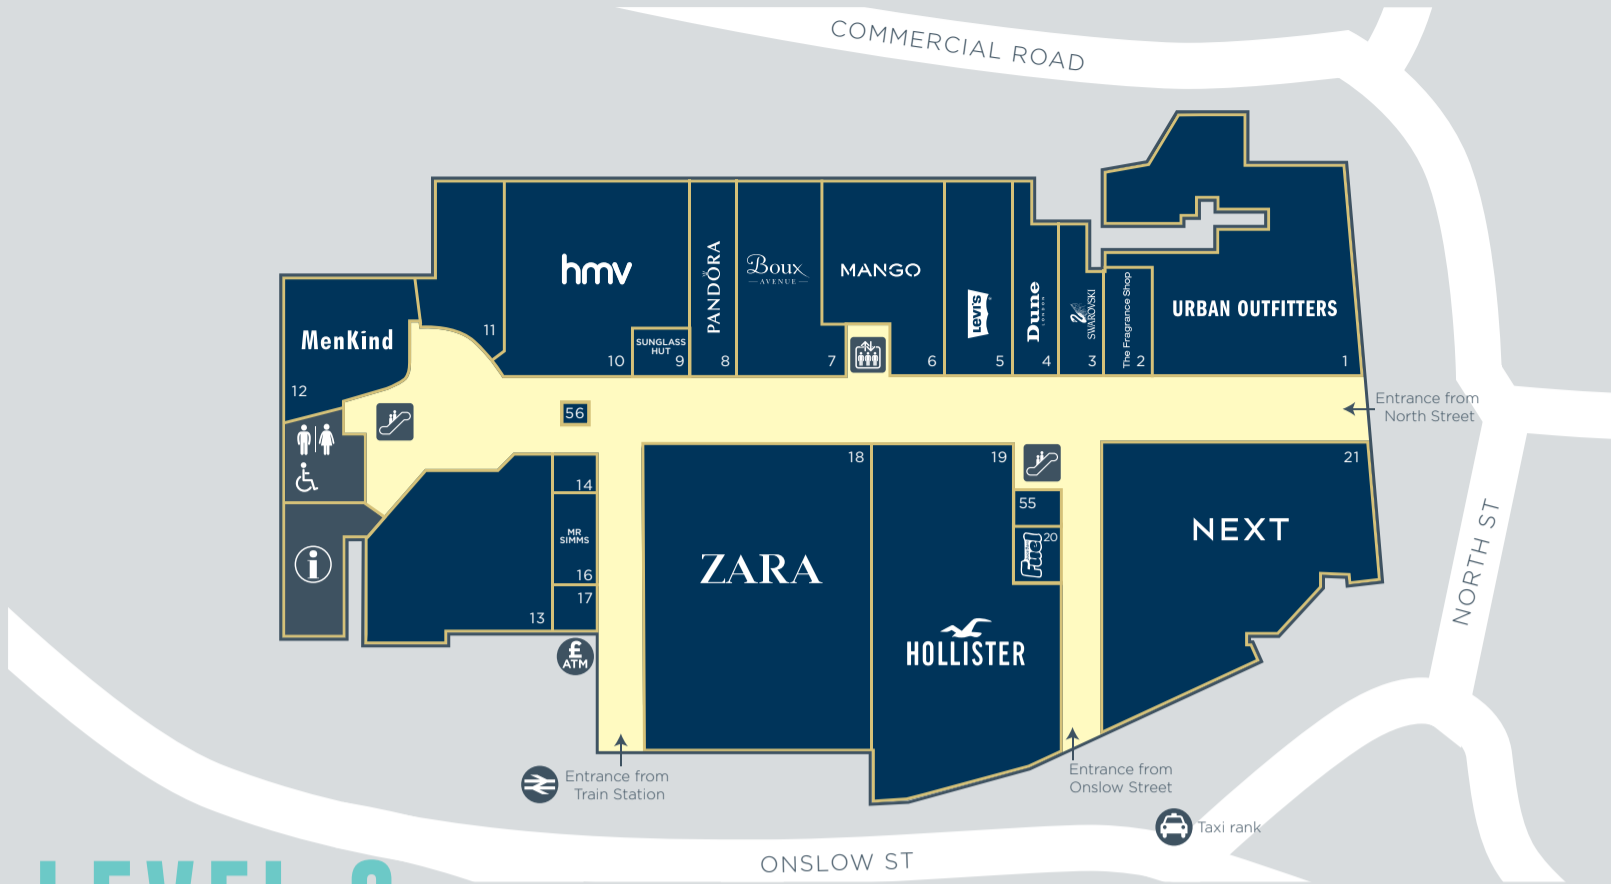 COMMERCIAL ROAD
hmv
PANDÖRA
Boux
AVENUE
MANGO
LEVI'S
Dune
LONDON
SWAROVSKI
The Fragrance Shop
URBAN OUTFITTERS
MenKind
SUNGLASS
HUT
11
10
9
8
7
6
5
4
3
2
1
12
56
Entrance from
North Street
18
19
21
14
55
MR
SIMMS
16
20
Fuel
ZARA
NEXT
NORTH ST
17
13
HOLLISTER
£
ATM
Entrance from
Train Station
Entrance from
Onslow Street
Taxi rank
ONSLOW ST